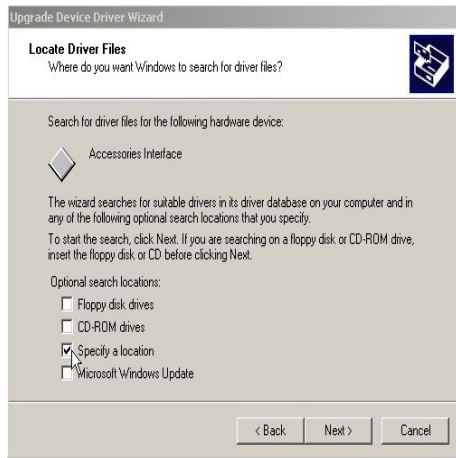 Upgrade Device Driver Wizard
Locate Driver Files
Where do you want Windows to search for driver files?
Search for driver files for the following hardware device:
Accessories Interface
The wizard searches for suitable drivers in its driver database on your computer and in
any of the following optional search locations that you specify.
To start the search, click Next. If you are searching on a floppy disk or CD-ROM drive,
insert the floppy disk or CD before clicking Next.
Optional search locations:
Floppy disk drives
CD-ROM drives
Specify a location
Microsoft Windows Update
< Back Next > Cancel